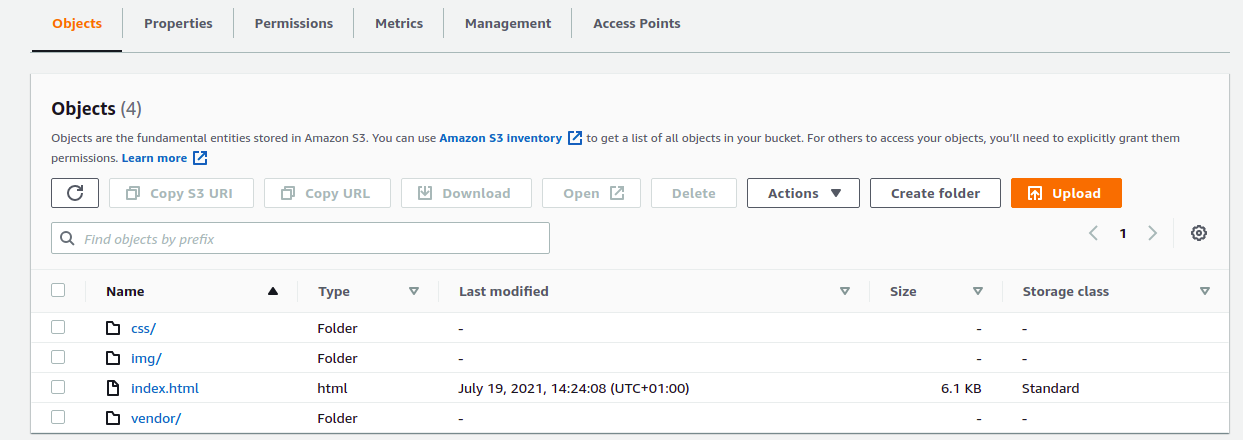 Objects Properties Permissions Metrics Management Access Points
Objects (4)
Objects are the fundamental entities stored in Amazon S3. You can use Amazon S3 inventory to get a list of all objects in your bucket. For others to access your objects, you'll need to explicitly grant them
permissions. Learn more
Copy S3 URI Copy URL Download Open Delete Actions Create folder Upload
Find objects by prefix 1
Name Type Last modified Size Storage class
css/ Folder - - -
img/ Folder - - -
index.html html July 19, 2021, 14:24:08 (UTC+01:00) 6.1 KB Standard
vendor/ Folder - - -